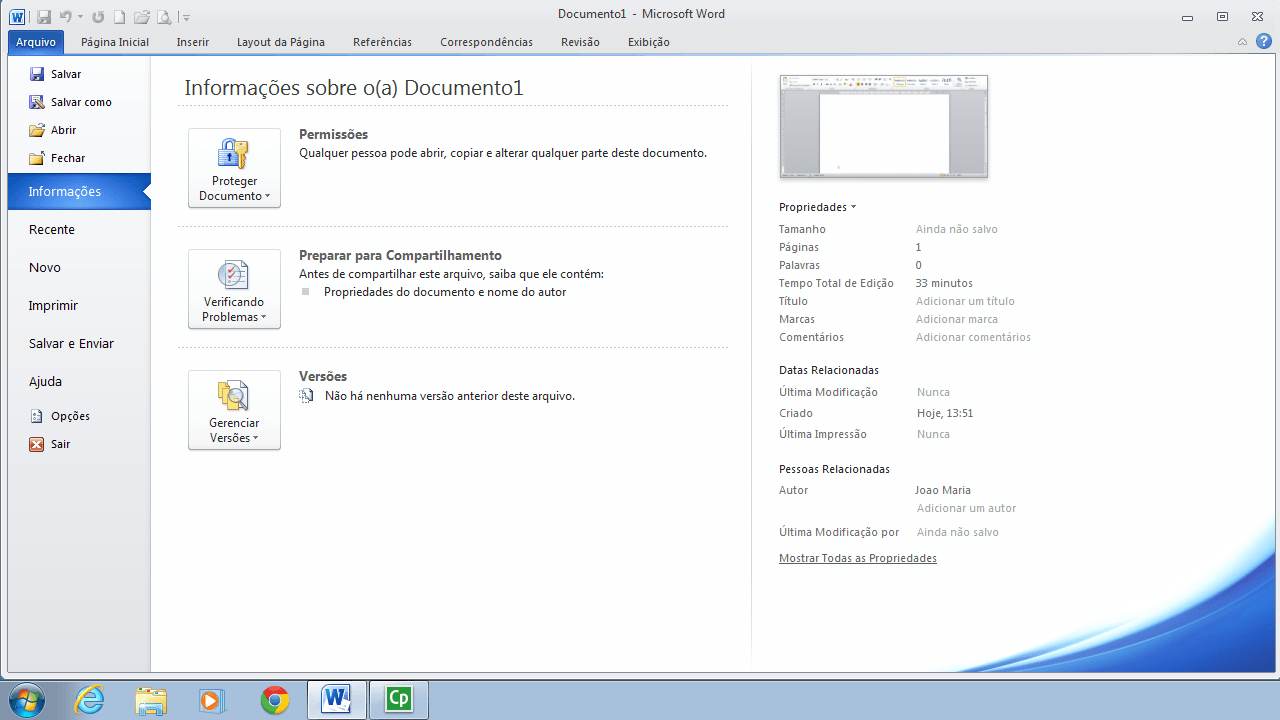 Documento1 - Microsoft Word
Arquivo Página Inicial Inserir Layout da Página Referências Correspondências Revisão Exibição
Salvar
Salvar como
Abrir
Fechar
Informações
Recente
Novo
Imprimir
Salvar e Enviar
Ajuda
Opções
Sair
Informações sobre o(a) Documento1
Proteger
Documento
Permissões
Qualquer pessoa pode abrir, copiar e alterar qualquer parte deste documento.
Verificando
Problemas
Preparar para Compartilhamento
Antes de compartilhar este arquivo, saiba que ele contém:
Propriedades do documento e nome do autor
Gerenciar
Versões
Versões
Não há nenhuma versão anterior deste arquivo.
Propriedades
Tamanho Ainda não salvo
Páginas 1
Palavras 0
Tempo Total de Edição 33 minutos
Título Adicionar um título
Marcas Adicionar marca
Comentários Adicionar comentários
Datas Relacionadas
Última Modificação Nunca
Criado Hoje, 13:51
Última Impressão Nunca
Pessoas Relacionadas
Autor Joao Maria
Adicionar um autor
Última Modificação por Ainda não salvo
Mostrar Todas as Propriedades
W
Cp